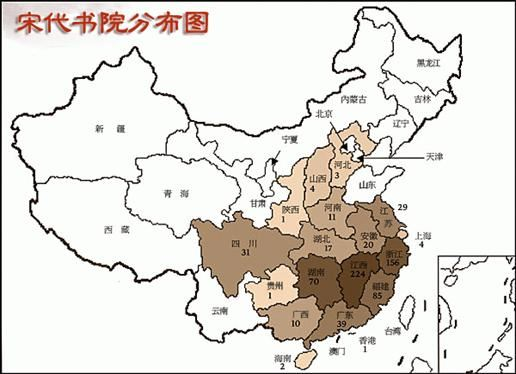 宋代书院分布图
黑龙江
内蒙古
吉林
北京
辽宁
新疆
宁夏
河北
3
天津
山西
4
山东
青海
甘肃
陕西
1
河南
11
江苏
29
西藏
安徽
20
上海
4
四川
31
湖北
17
浙江
156
湖南
70
江西
224
贵州
1
福建
85
云南
广西
10
广东
39
台湾
香港
1
澳门
海南
2